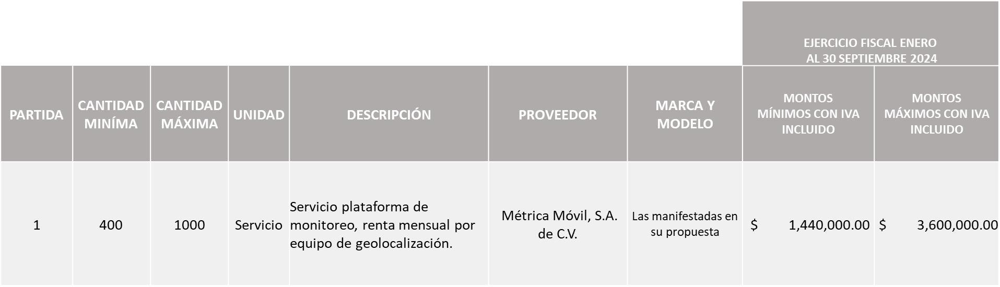 EJERCICIO FISCAL ENERO
AL 30 SEPTIEMBRE 2024
PARTIDA
CANTIDAD
MINÍMA
CANTIDAD
MÁXIMA
UNIDAD
DESCRIPCIÓN
PROVEEDOR
MARCA Y
MODELO
MONTOS
MÍNIMOS CON IVA
INCLUIDO
MONTOS
MÁXIMOS CON IVA
INCLUIDO
1
400
1000
Servicio
Servicio plataforma de
monitoreo, renta mensual por
equipo de geolocalización.
Métrica Móvil, S.A.
de C.V.
Las manifestadas en
su propuesta
$ 1,440,000.00
$ 3,600,000.00